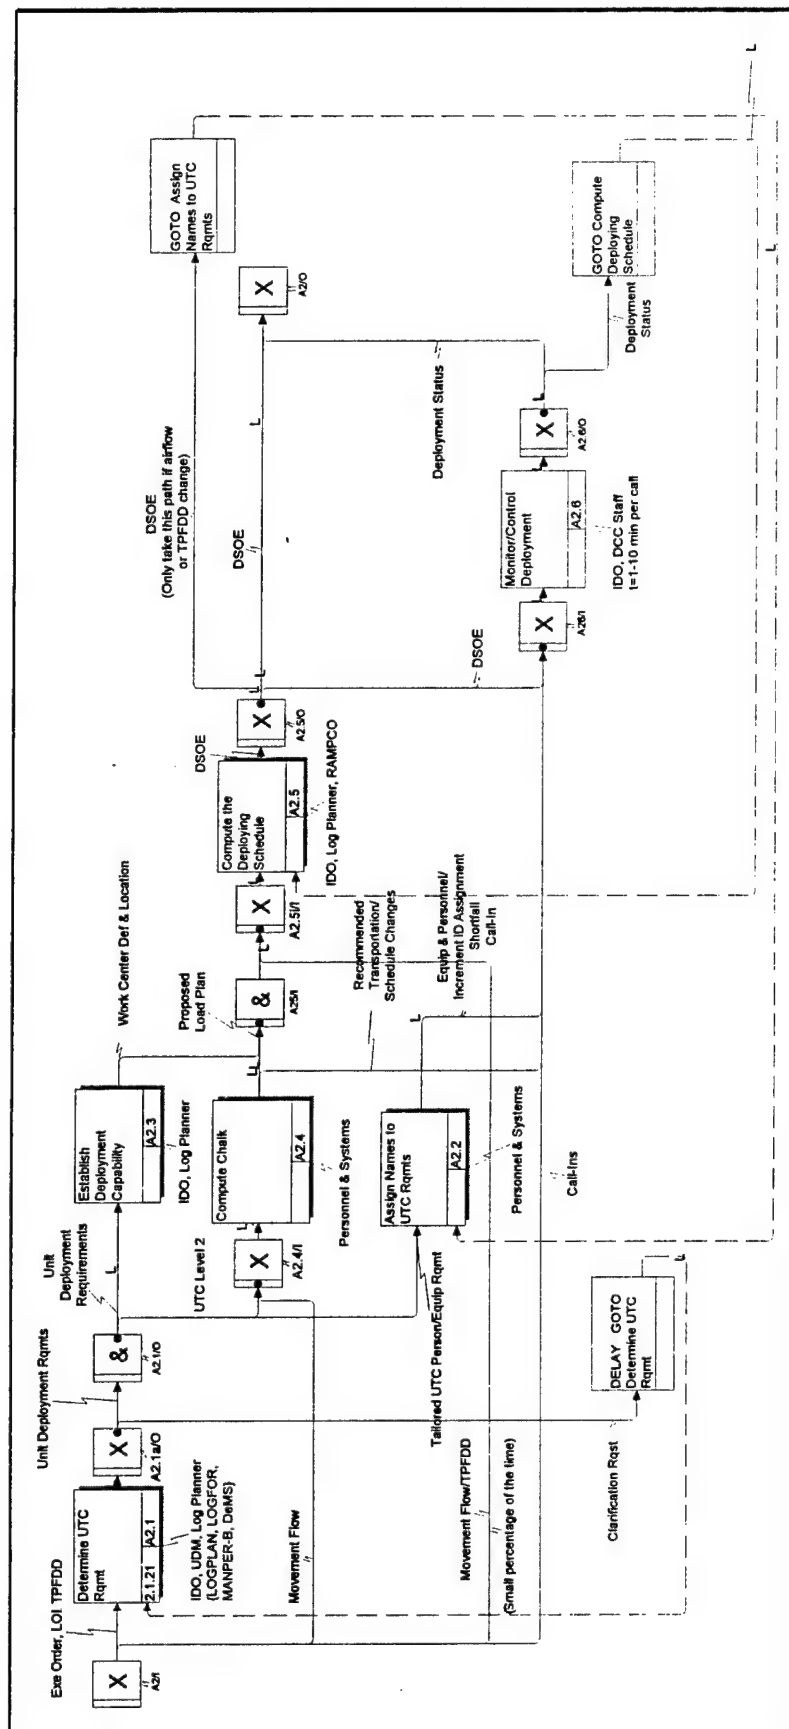 Exe Order, LOI, TPFDD
X
A2/I
Determine UTC
Rqmt
2.1.21
A2.1
IDO, UDM, Log Planner
(LOGPLAN, LOGFOR,
MANPER-B, DeMS)
Movement Flow
Unit Deployment Rqmts
X
A2.1a/O
&
A2.1/O
Unit
Deployment
Requirements
L
UTC Level 2
X
A2.4/I
L
Tailored UTC Person/Equip Rqmt
Movement Flow/TPFDD
(Small percentage of the time)
Clarification Rqst
DELAY GOTO
Determine UTC
Rqmt
L
Establish
Deployment
Capability
A2.3
IDO, Log Planner
Work Center Def & Location
Compute Chalk
A2.4
Personnel & Systems
Assign Names to
UTC Rqmts
A2.2
Personnel & Systems
Call-Ins
Proposed
Load Plan
LL
&
A25/I
L
X
A2.5I/I
L
Recommended
Transportation/
Schedule Changes
Equip & Personnel/
Increment ID Assignment
Shortfall
Call-In
L
Compute the
Deploying
Schedule
A2.5
IDO, Log Planner, RAMPCO
DSOE
X
A2.5/O
L
L
DSOE
(Only take this path if airflow
or TPFDD change)
DSOE
L
DSOE
X
A26/I
L
Monitor/Control
Deployment
A2.6
IDO, DCC Staff
t=1-10 min per call
L
X
A2.6/O
L
Deployment Status
X
A2/O
GOTO Assign
Names to UTC
Rqmts
Deployment
Status
GOTO Compute
Deploying
Schedule
L
L